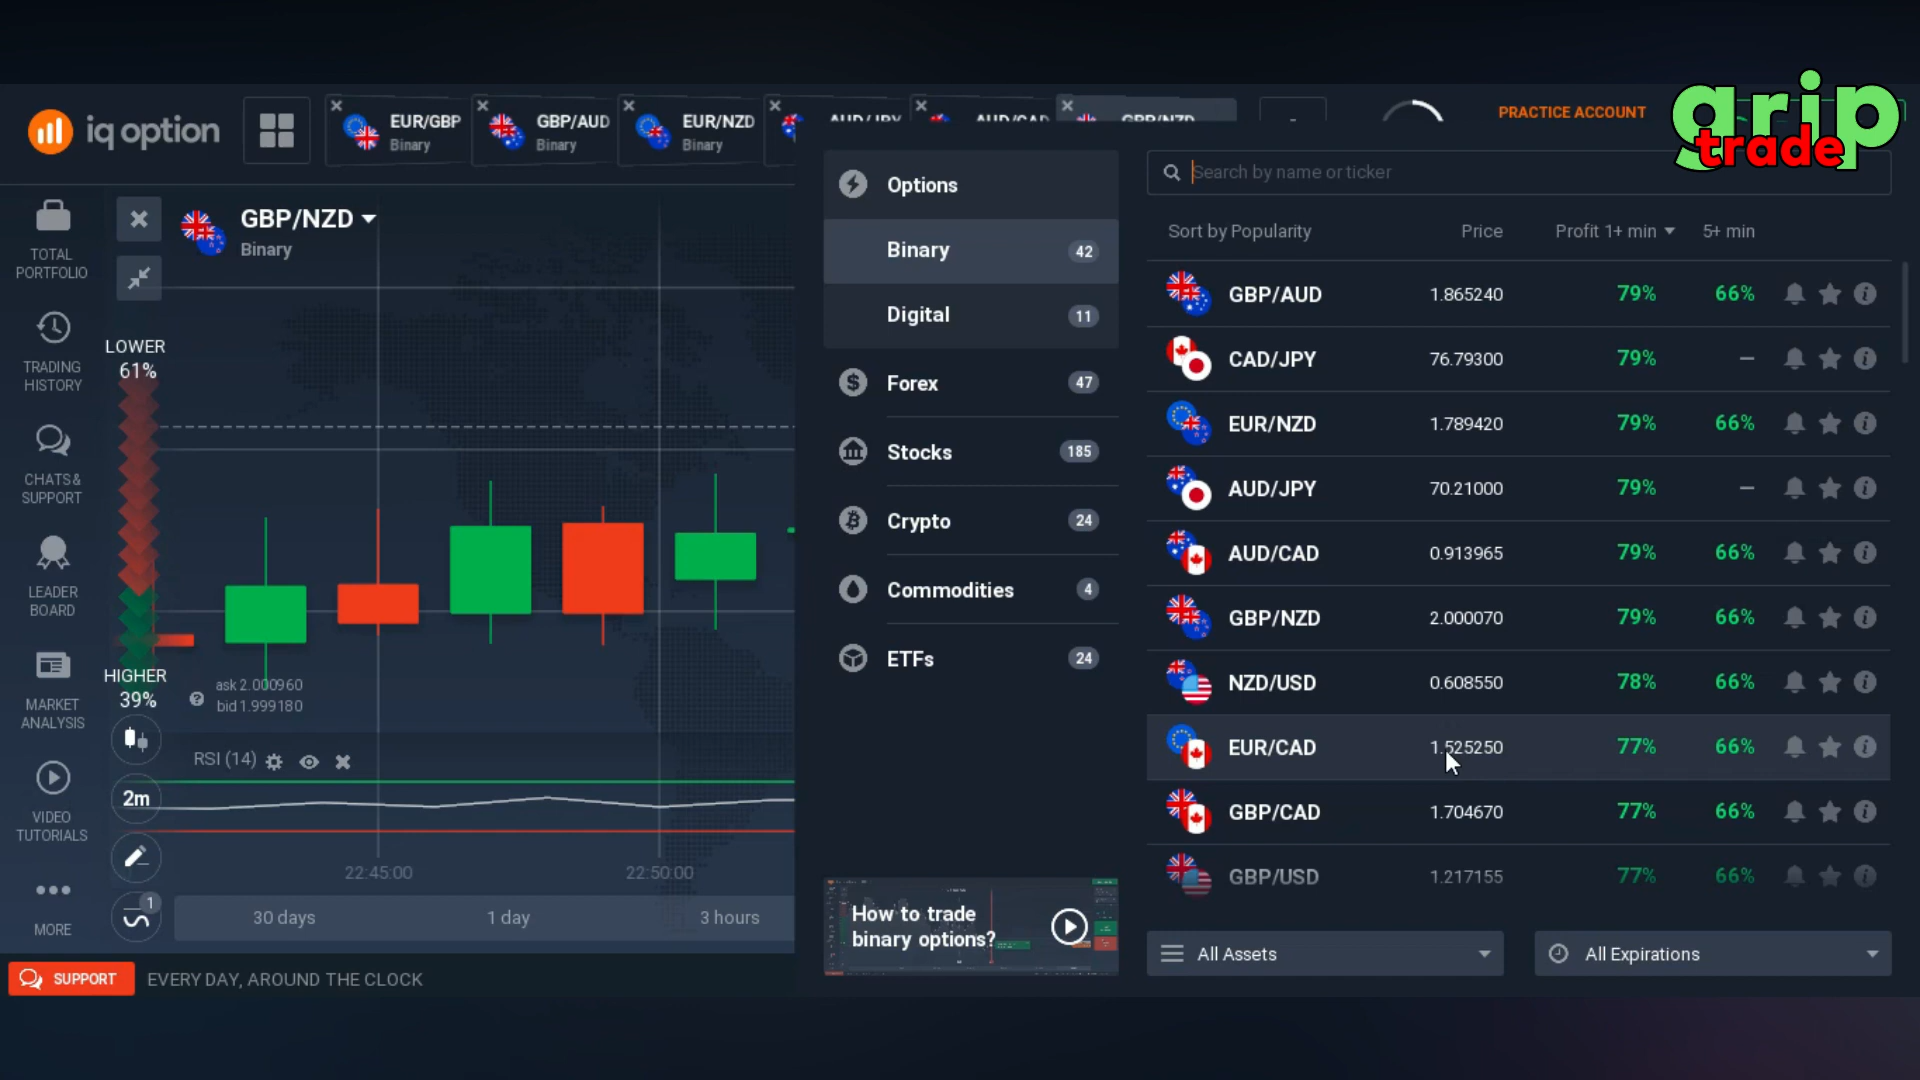 iq option
EUR/GBP
Binary
GBP/AUD
Binary
EUR/NZD
Binary
AUD/JPY
AUD/CAD
GBP/NZD
PRACTICE ACCOUNT
grip
trade
TOTAL
PORTFOLIO
TRADING
HISTORY
CHATS &
SUPPORT
LEADER
BOARD
MARKET
ANALYSIS
VIDEO
TUTORIALS
MORE
GBP/NZD
Binary
LOWER
61%
HIGHER
39%
ask 2.000960
bid 1.999180
RSI (14)
2m
1
22:45:00
22:50:00
30 days
1 day
3 hours
SUPPORT
EVERY DAY, AROUND THE CLOCK
Options
Binary 42
Digital 11
Forex 47
Stocks 185
Crypto 24
Commodities 4
ETFs 24
How to trade
binary options?
Search by name or ticker
Sort by Popularity Price Profit 1+ min 5+ min
GBP/AUD 1.865240 79% 66%
CAD/JPY 76.79300 79% –
EUR/NZD 1.789420 79% 66%
AUD/JPY 70.21000 79% –
AUD/CAD 0.913965 79% 66%
GBP/NZD 2.000070 79% 66%
NZD/USD 0.608550 78% 66%
EUR/CAD 1.525250 77% 66%
GBP/CAD 1.704670 77% 66%
GBP/USD 1.217155 77% 66%
All Assets
All Expirations